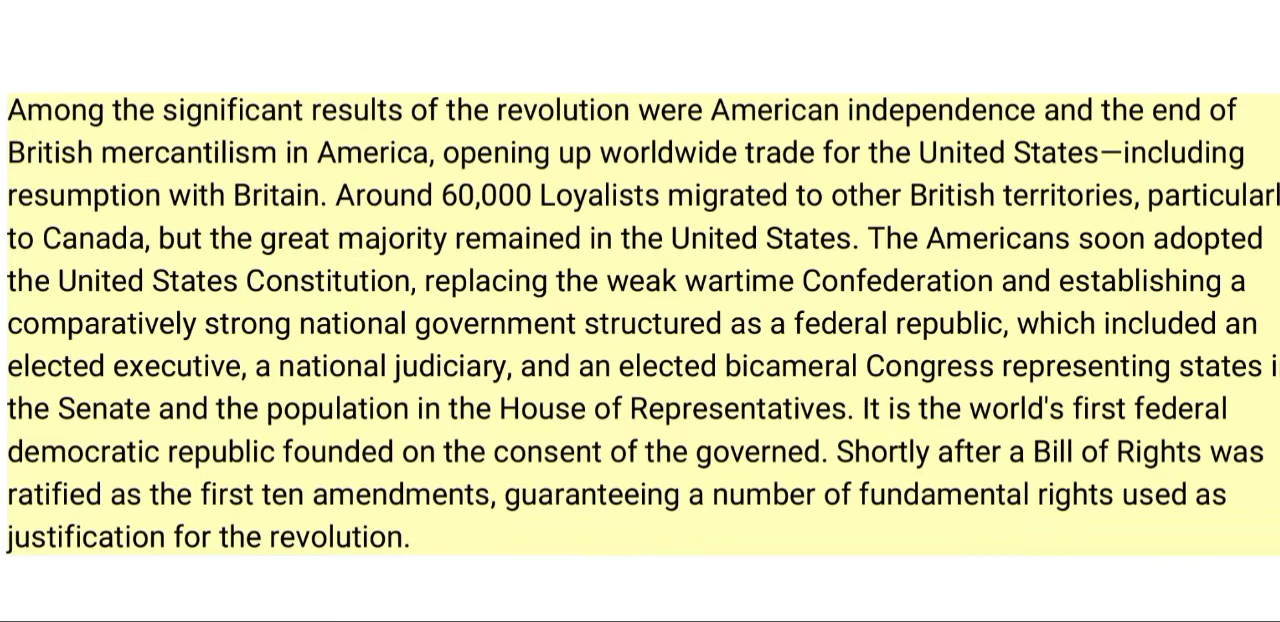 Among the significant results of the revolution were American independence and the end of
British mercantilism in America, opening up worldwide trade for the United States—including
resumption with Britain. Around 60,000 Loyalists migrated to other British territories, particularl
to Canada, but the great majority remained in the United States. The Americans soon adopted
the United States Constitution, replacing the weak wartime Confederation and establishing a
comparatively strong national government structured as a federal republic, which included an
elected executive, a national judiciary, and an elected bicameral Congress representing states i
the Senate and the population in the House of Representatives. It is the world's first federal
democratic republic founded on the consent of the governed. Shortly after a Bill of Rights was
ratified as the first ten amendments, guaranteeing a number of fundamental rights used as
justification for the revolution.